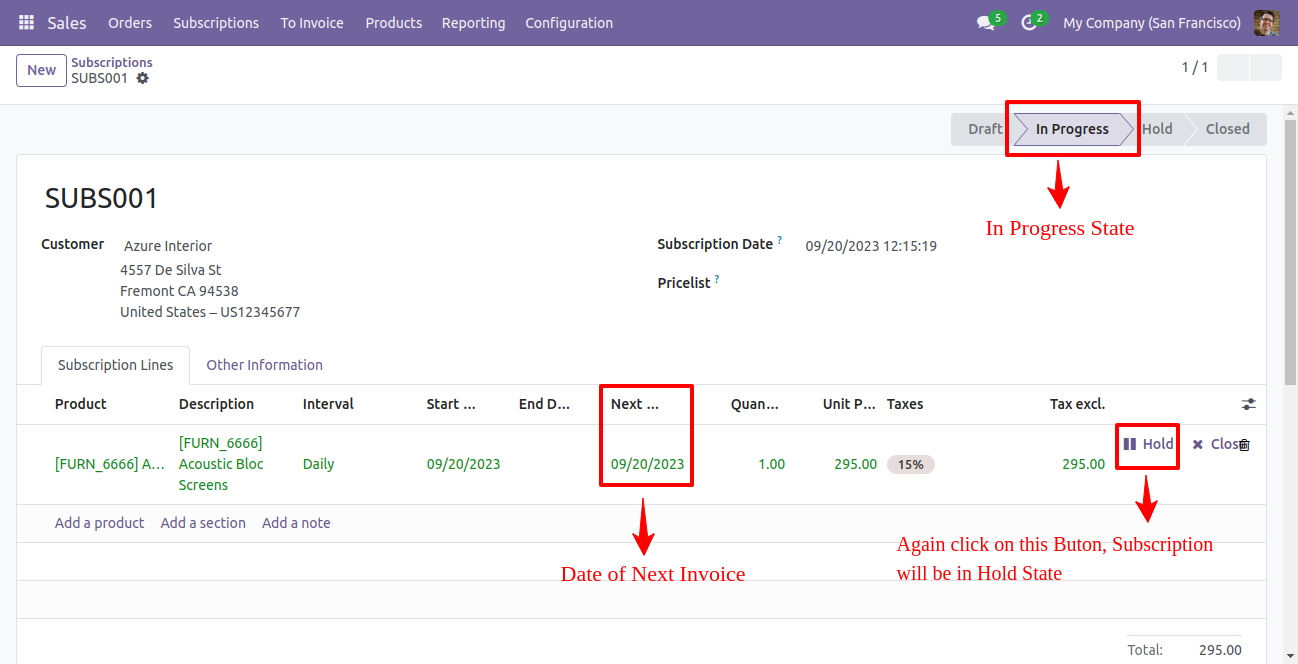 Sales Orders Subscriptions To Invoice Products Reporting Configuration 5 2 My Company (San Francisco)
New Subscriptions
SUBS001
1 / 1
Draft In Progress Hold Closed
In Progress State
SUBS001
Customer Azure Interior
4557 De Silva St
Fremont CA 94538
United States – US12345677
Subscription Date ? 09/20/2023 12:15:19
Pricelist ?
Subscription Lines Other Information
Product Description Interval Start ... End D... Next ... Quan... Unit P... Taxes Tax excl.
[FURN_6666] A... [FURN_6666]
Acoustic Bloc
Screens
Daily 09/20/2023 09/20/2023 1.00 295.00 15% 295.00 Hold Clos
Add a product Add a section Add a note
Date of Next Invoice
Again click on this Buton, Subscription
will be in Hold State
Total: 295.00